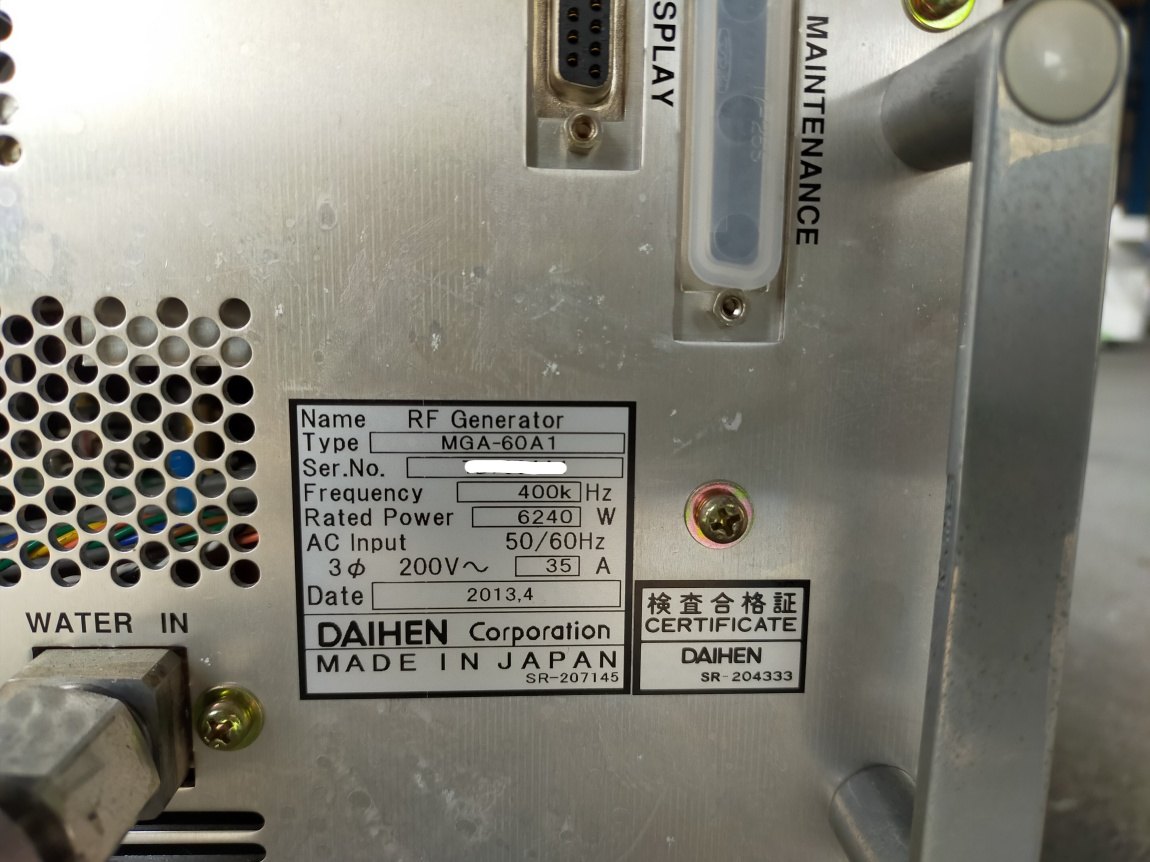 DISPLAY
MAINTENANCE
Name RF Generator
Type MGA-60A1
Ser.No.
Frequency 400k Hz
Rated Power 6240 W
AC Input 50/60Hz
3φ 200V～ 35 A
Date 2013,4
DAIHEN Corporation
MADE IN JAPAN
SR-207145
WATER IN
検査合格証
CERTIFICATE
DAIHEN
SR-204333